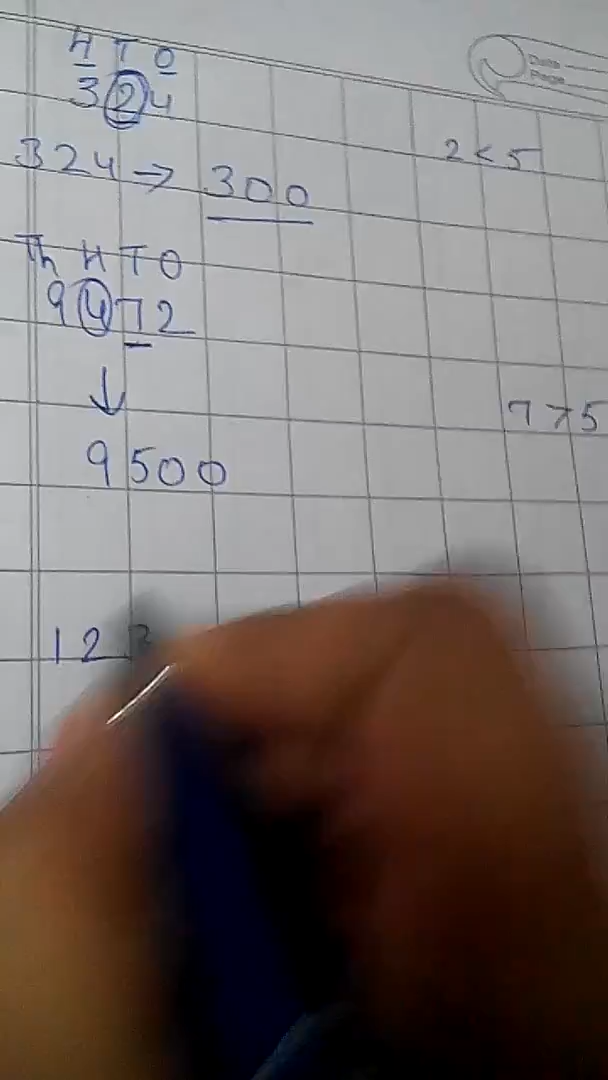 H T O
324
2<5
324 → 300
Th H T O
9472
↓
7>5
9500
12